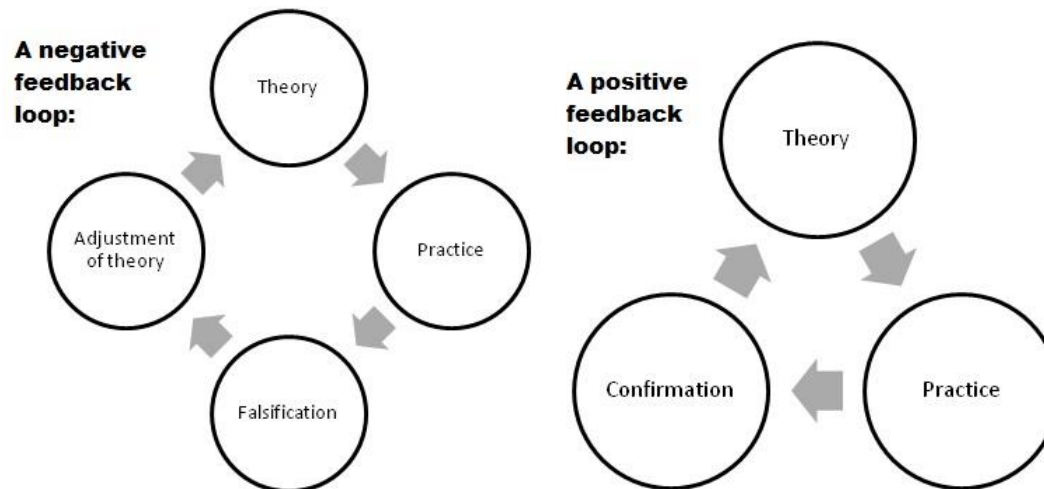 A negative
feedback
loop:
Theory
Practice
Falsification
Adjustment
of theory
A positive
feedback
loop:
Theory
Practice
Confirmation